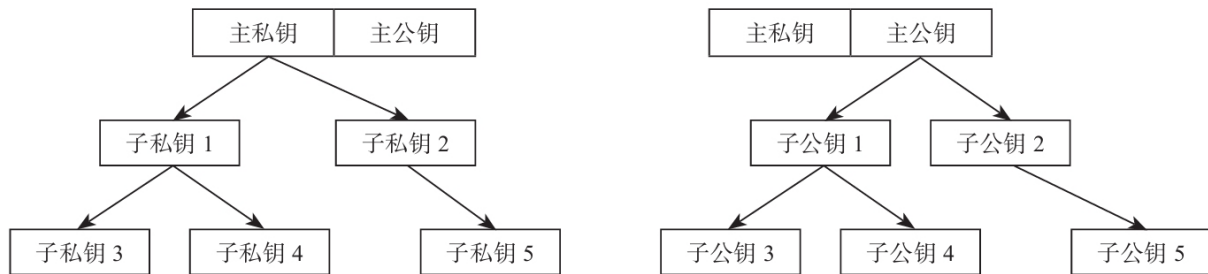 主私钥 主公钥 主私钥 主公钥
子私钥 1 子私钥 2 子公钥 1 子公钥 2
子私钥 3 子私钥 4 子私钥 5 子公钥 3 子公钥 4 子公钥 5